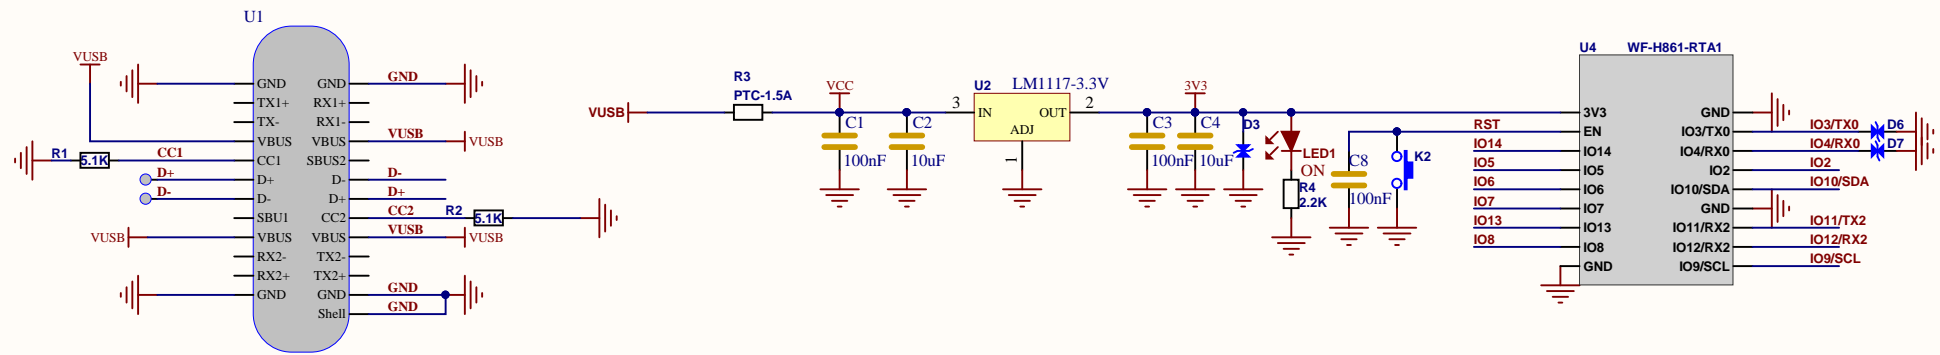 U1
VUSB
GND GND GND
TX1+ RX1+
TX- RX1-
VBUS VBUS VUSB VUSB
R1 5.1K CC1 CC1 SBUS2
D+ D+ D- D-
D- D- D+ D+
SBU1 CC2 CC2 R2 5.1K
VUSB VBUS VBUS VUSB VUSB
RX2- TX2-
RX2+ TX2+
GND GND GND
Shell GND
R3
PTC-1.5A
VUSB
VCC
C1
100nF
C2
10uF
U2 LM1117-3.3V
3 IN OUT 2
ADJ
1
3V3
C3
100nF
C4
10uF
D3
LED1
ON
R4
2.2K
C8
100nF
K2
U4 WF-H861-RTA1
3V3 GND
RST EN IO3/TX0 IO3/TX0 D6
IO14 IO14 IO4/RX0 IO4/RX0 D7
IO5 IO5 IO2 IO2
IO6 IO6 IO10/SDA IO10/SDA
IO7 IO7 GND
IO13 IO13 IO11/RX2 IO11/TX2
IO8 IO8 IO12/RX2 IO12/RX2
GND IO9/SCL IO9/SCL